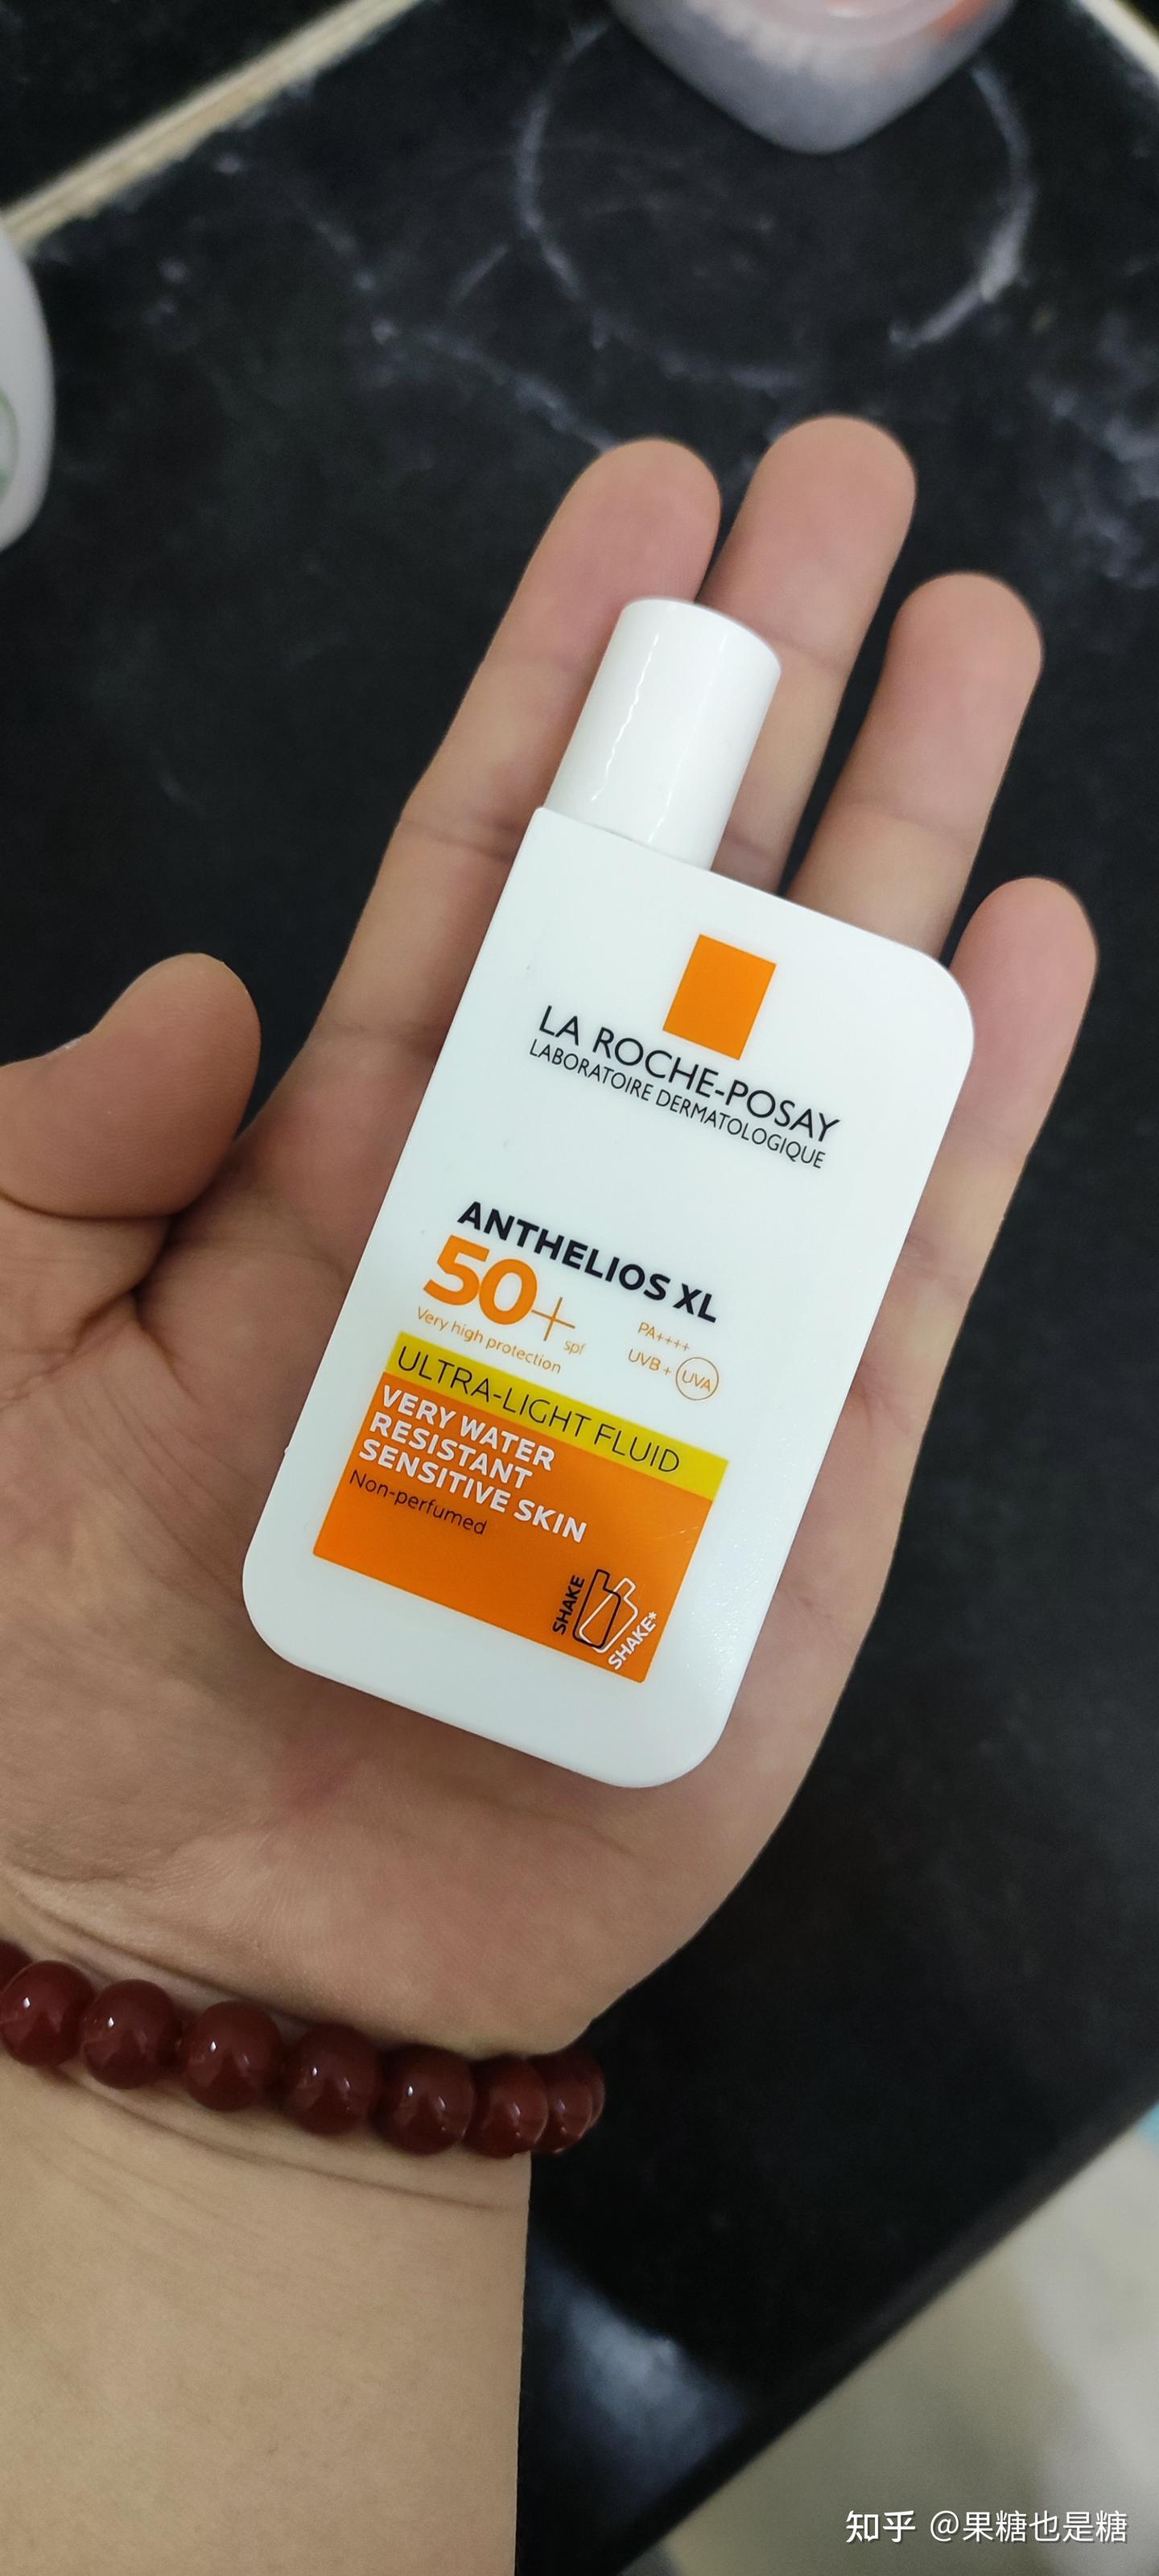 LA ROCHE-POSAY
LABORATOIRE DERMATOLOGIQUE
ANTHELIOS XL
50+ spf
Very high protection
PA++++
UVB + UVA
ULTRA-LIGHT FLUID
VERY WATER
RESISTANT
SENSITIVE SKIN
Non-perfumed
SHAKE
SHAKE*
知乎 @果糖也是糖